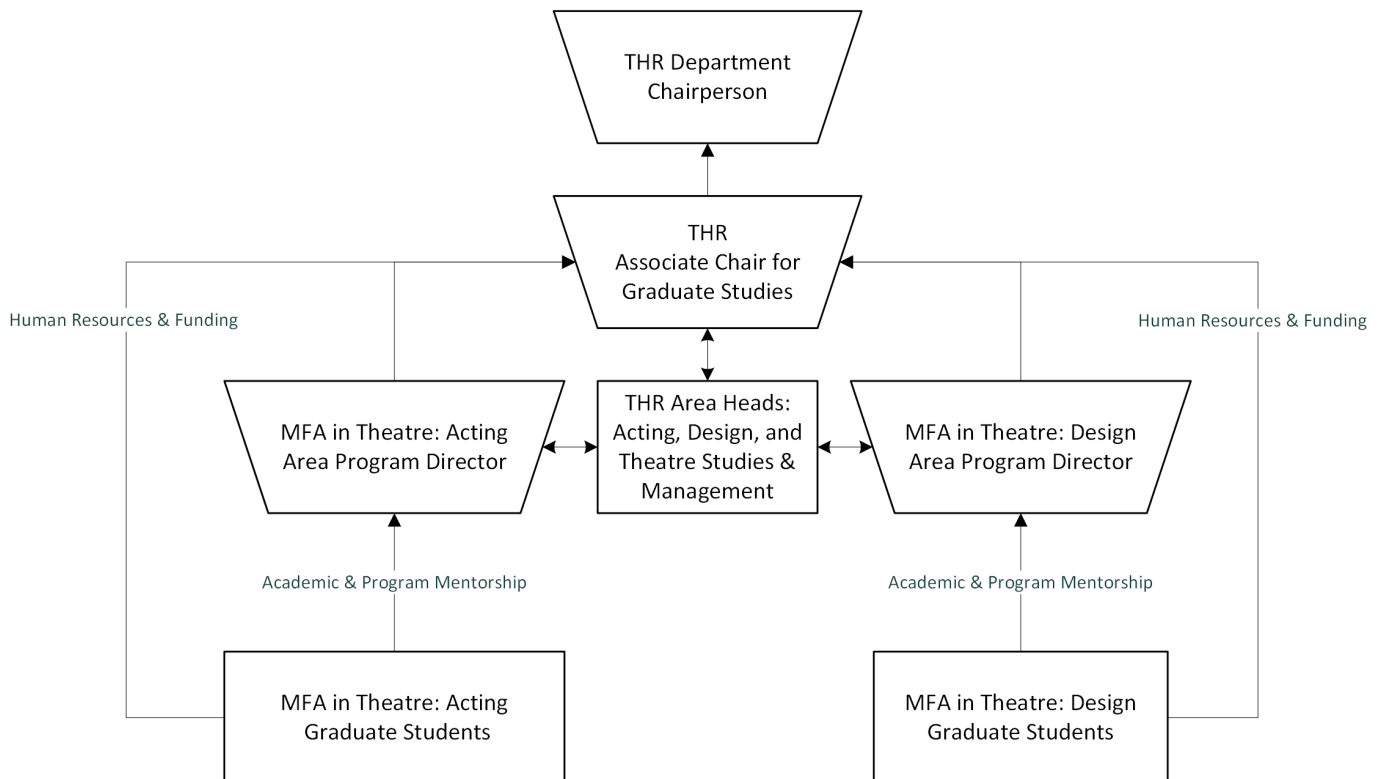 THR Department
Chairperson
THR
Associate Chair for
Graduate Studies
Human Resources & Funding
Human Resources & Funding
MFA in Theatre: Acting
Area Program Director
THR Area Heads:
Acting, Design, and
Theatre Studies &
Management
MFA in Theatre: Design
Area Program Director
Academic & Program Mentorship
Academic & Program Mentorship
MFA in Theatre: Acting
Graduate Students
MFA in Theatre: Design
Graduate Students